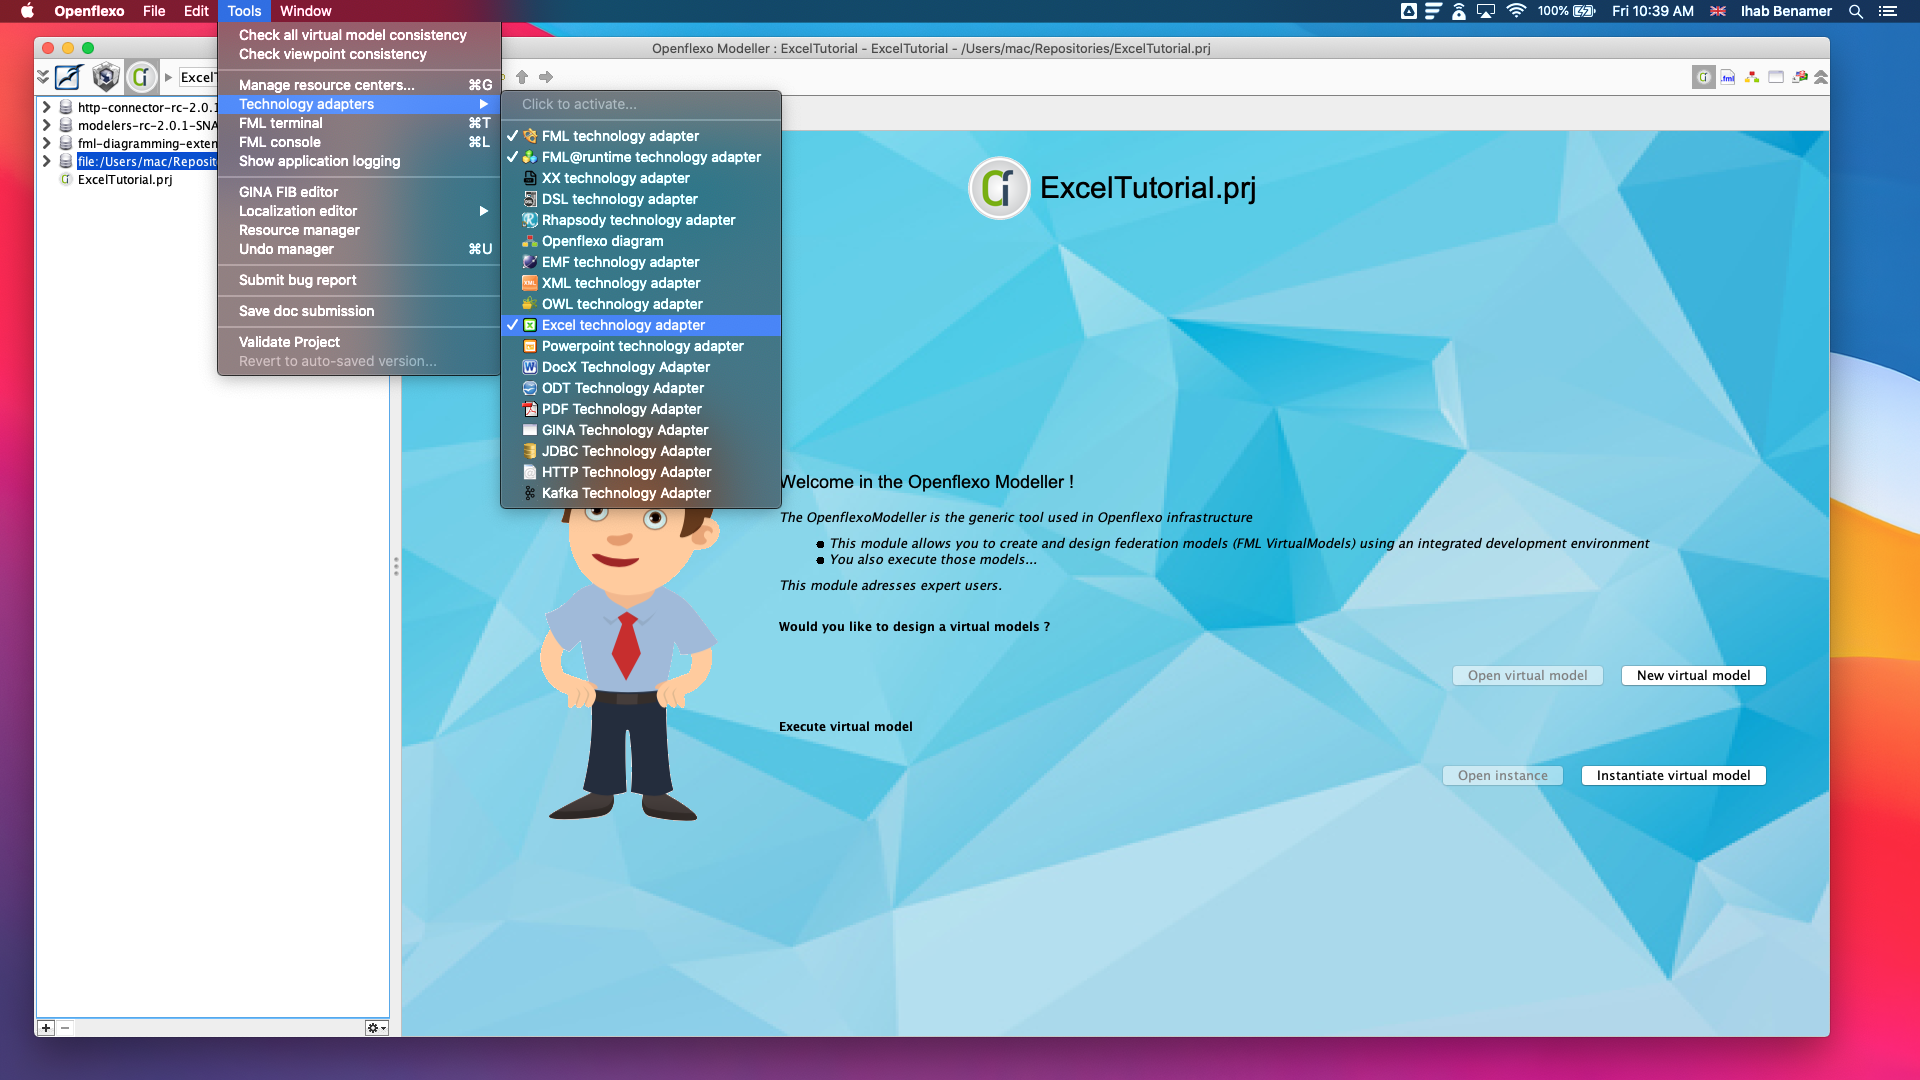 Openflexo File Edit Tools Window 100% Fri 10:39 AM Ihab Benamer
Openflexo Modeller : ExcelTutorial - ExcelTutorial - /Users/mac/Repositories/ExcelTutorial.prj
Check all virtual model consistency
Check viewpoint consistency
Manage resource centers... ⌘G
Technology adapters
FML terminal ⌘T
FML console ⌘L
Show application logging
GINA FIB editor
Localization editor
Resource manager
Undo manager ⌘U
Submit bug report
Save doc submission
Validate Project
Revert to auto-saved version...
http-connector-rc-2.0.1
modelers-rc-2.0.1-SNA
fml-diagramming-exten
file:/Users/mac/Reposit
ExcelTutorial.prj
Click to activate...
FML technology adapter
FML@runtime technology adapter
XX technology adapter
DSL technology adapter
Rhapsody technology adapter
Openflexo diagram
EMF technology adapter
XML technology adapter
OWL technology adapter
Excel technology adapter
Powerpoint technology adapter
DocX Technology Adapter
ODT Technology Adapter
PDF Technology Adapter
GINA Technology Adapter
JDBC Technology Adapter
HTTP Technology Adapter
Kafka Technology Adapter
ExcelTutorial.prj
Welcome in the Openflexo Modeller !
The OpenflexoModeller is the generic tool used in Openflexo infrastructure
This module allows you to create and design federation models (FML VirtualModels) using an integrated development environment
You also execute those models...
This module adresses expert users.
Would you like to design a virtual models ?
Open virtual model New virtual model
Execute virtual model
Open instance Instantiate virtual model